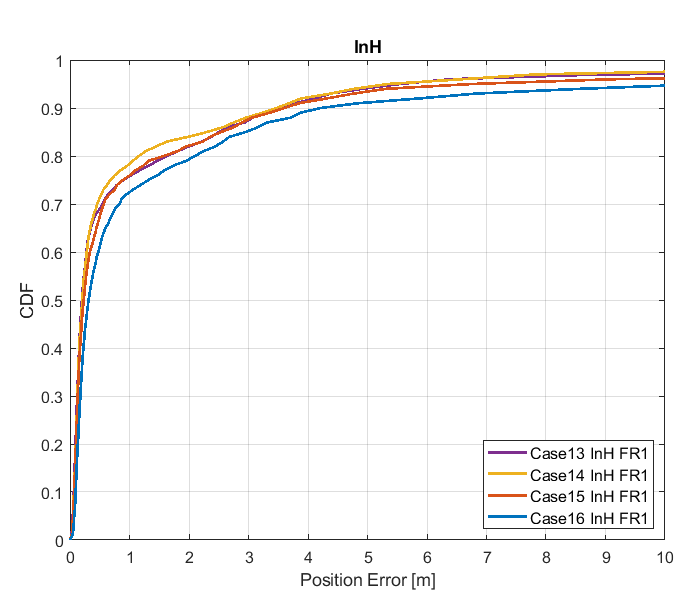 InH
1
0.9
0.8
0.7
0.6
0.5
0.4
0.3
0.2
0.1
0
CDF
0 1 2 3 4 5 6 7 8 9 10
Position Error [m]
Case13 InH FR1
Case14 InH FR1
Case15 InH FR1
Case16 InH FR1